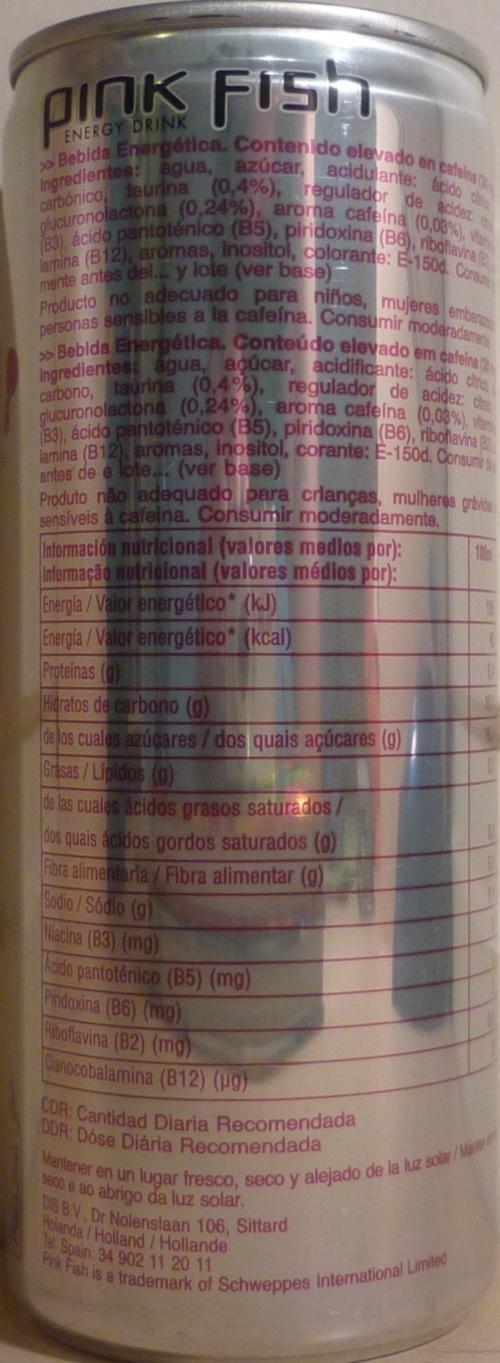 PINK FISH
ENERGY DRINK
>> Bebida Energética. Contenido elevado en cafeína (30
Ingredientes: agua, azúcar, acidulante: ácido cítrico
carbónico, taurina (0,4%), regulador de acidez:
glucuronolactona (0,24%), aroma cafeína (0,03%),
(B3), ácido pantoténico (B5), piridoxina (B6), riboflavina (B2)
lamina (B12), aromas, inositol, colorante: E-150d.
mente antes del... y lote (ver base)
Producto no adecuado para niños, mujeres
personas sensibles a la cafeína. Consumir
>> Bebida Energética. Conteúdo elevado em cafeína (30
Ingredientes: água, açúcar, acidificante: ácido cítrico
carbono, taurina (0,4%), regulador de acidez:
glucuronolactona (0,24%), aroma cafeína (0,03%),
(B3), ácido pantoténico (B5), piridoxina (B6), riboflavina (B2
lamina (B12), aromas, inositol, corante: E-150d. Consumir
antes de e lote... (ver base)
Produto não adequado para crianças, mulheres
sensíveis à cafeina. Consumir moderadamente.
Información nutricional (valores medios por): 100m
Informação nutricional (valores médios por):
Energía / Valor energético* (kJ)
Energía / Valor energético* (kcal)
Proteínas (g)
Hidratos de carbono (g)
de los cuales azúcares / dos quais açúcares (g)
Grasas / Lípidos (g)
de las cuales ácidos grasos saturados /
dos quais ácidos gordos saturados (g)
Fibra alimentaria / Fibra alimentar (g)
Sodio / Sódio (g)
Niacina (B3) (mg)
Ácido pantoténico (B5) (mg)
Piridoxina (B6) (mg)
Riboflavina (B2) (mg)
Cianocobalamina (B12) (µg)
CDR: Cantidad Diaria Recomendada
DDR: Dóse Diária Recomendada
Mantener en un lugar fresco, seco y alejado de la luz solar /
seco e ao abrigo da luz solar.
DIS B.V., Dr Nolenslaan 106, Sittard
Holanda / Holland / Hollande
Tel. Spain: 34 902 11 20 11
Pink Fish is a trademark of Schweppes International Limited